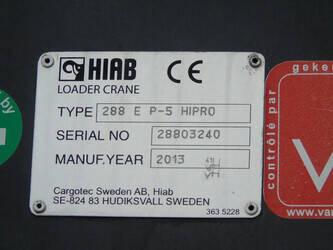 HIAB CE
LOADER CRANE
TYPE 288 E P-5 HIPRO
SERIAL NO 28803240
MANUF.YEAR 2013
Cargotec Sweden AB, Hiab
SE-824 83 HUDIKSVALL SWEDEN
363 5228
by
geke
contrôlé par
V
www.va